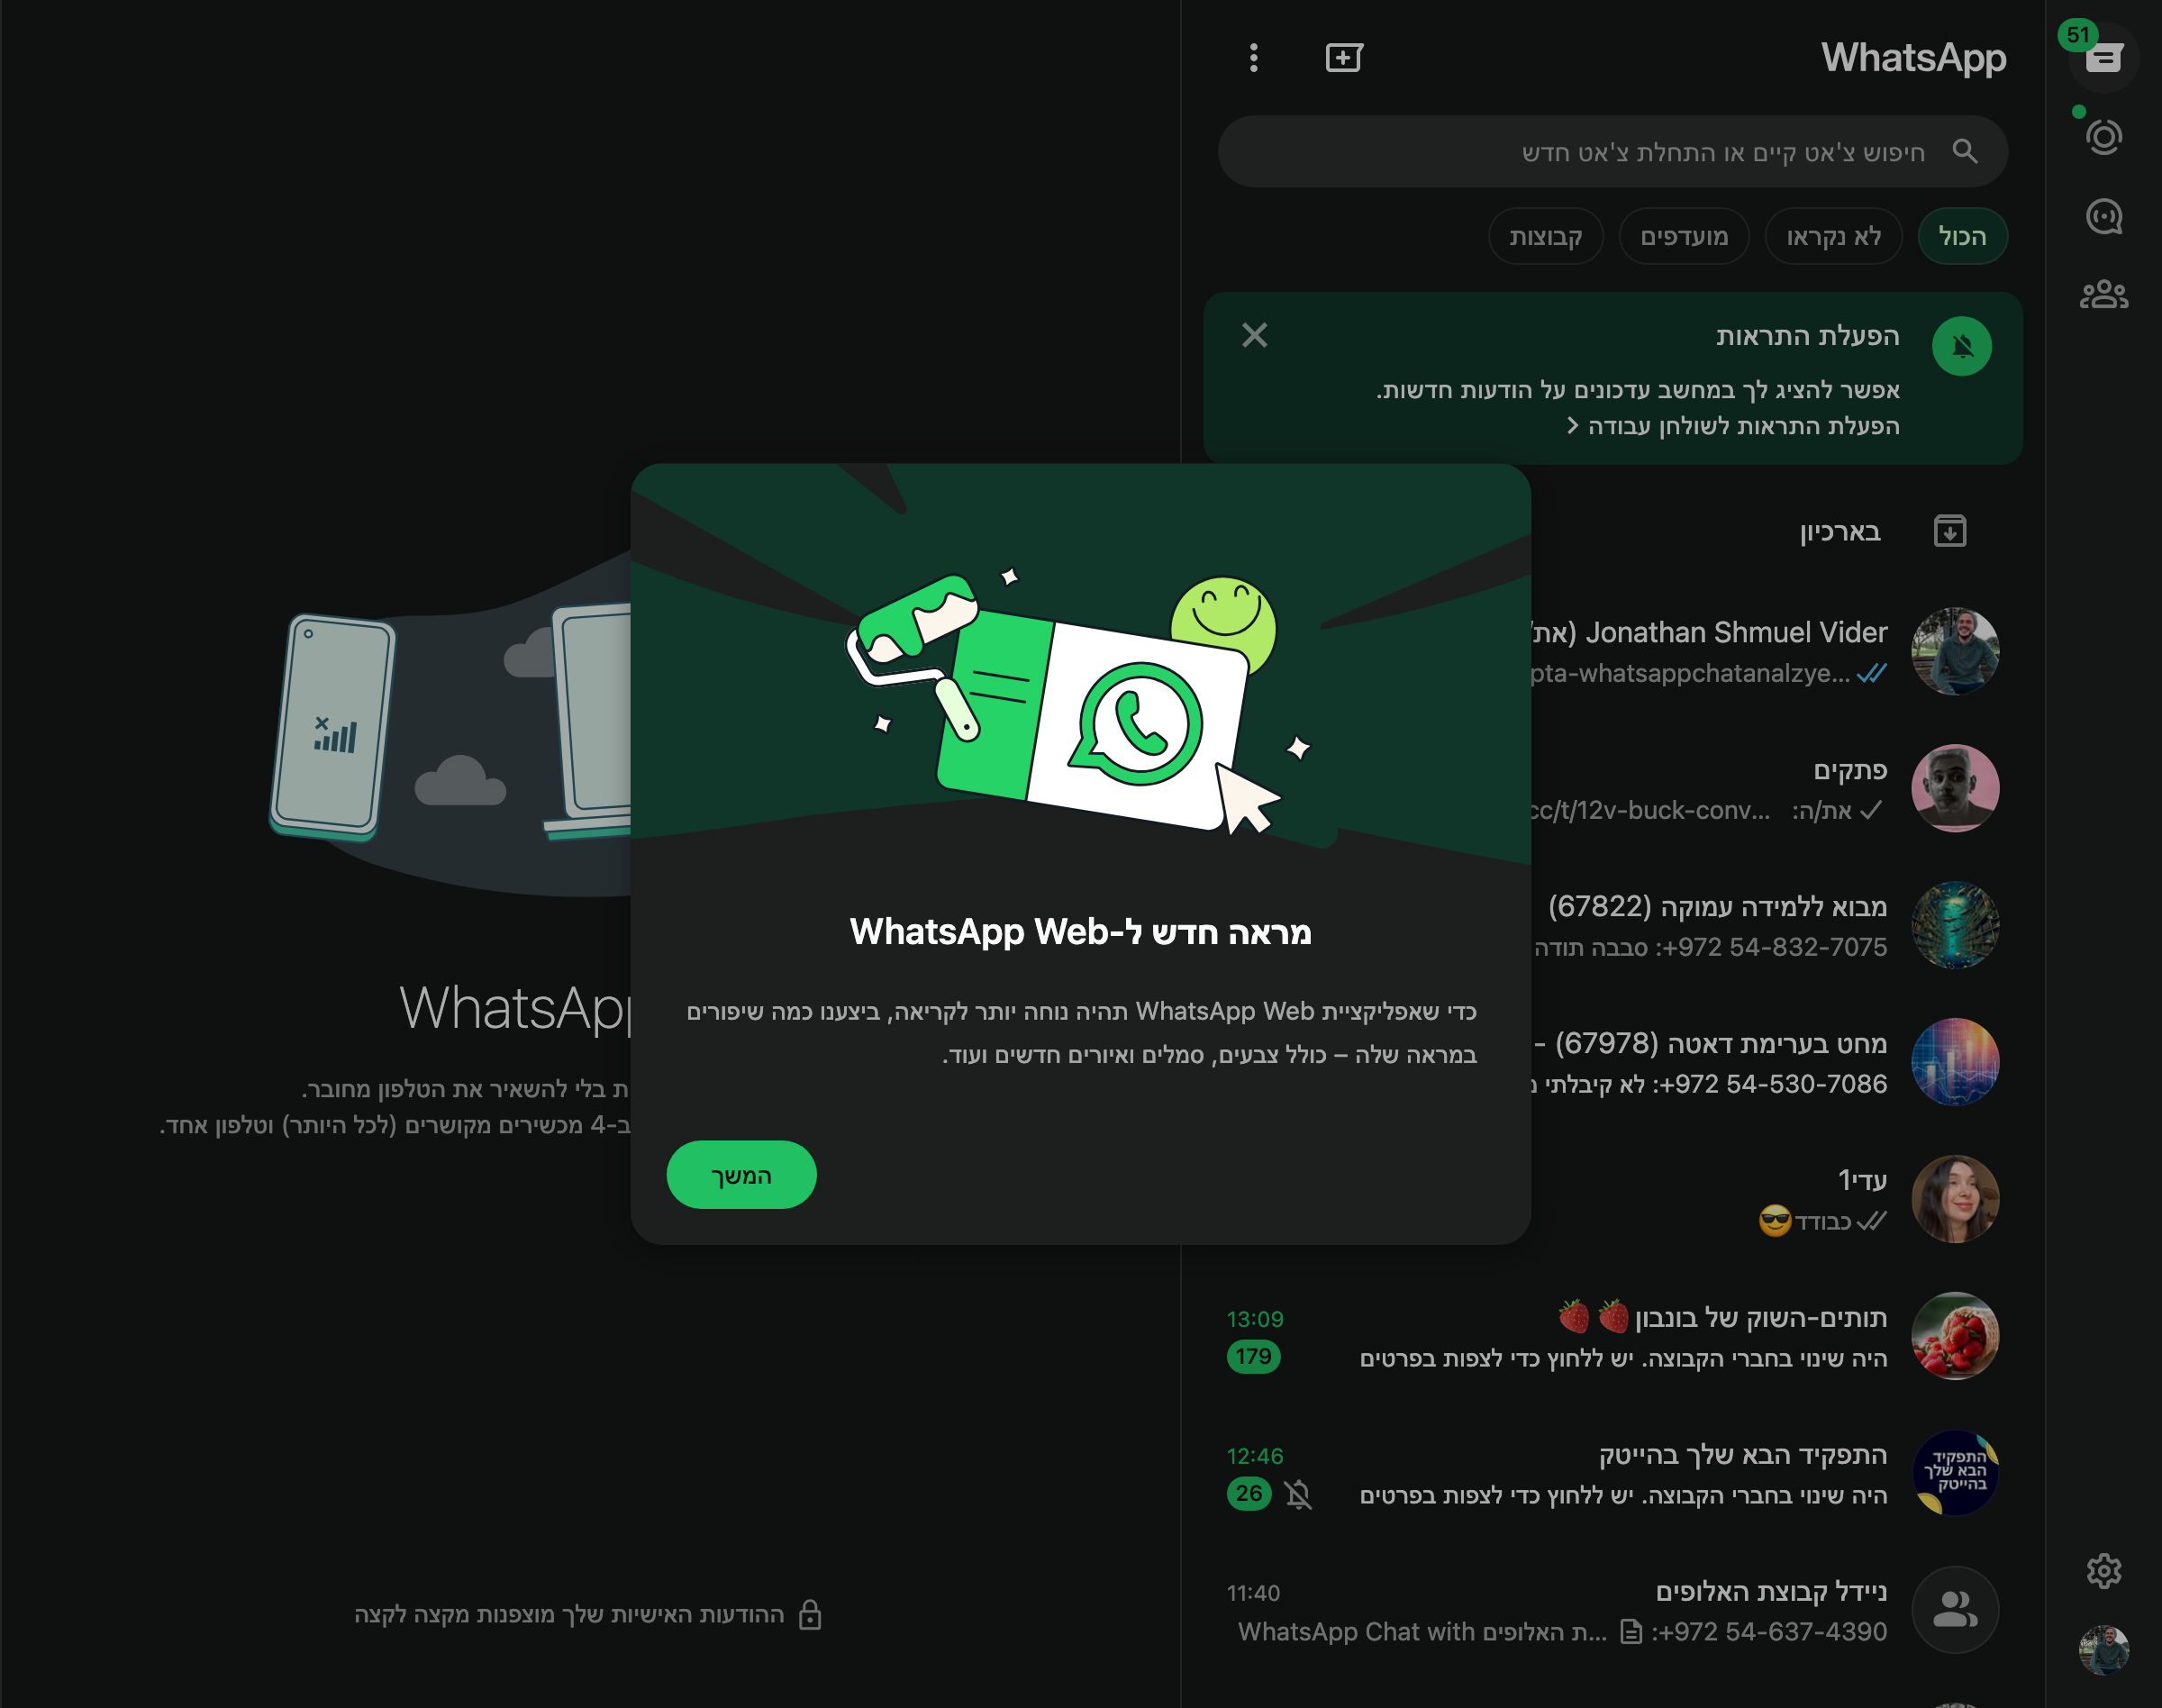 51
WhatsApp
חיפוש צ'אט קיים או התחלת צ'אט חדש
הכול
לא נקראו
מועדפים
קבוצות
הפעלת התראות
אפשר להציג לך במחשב עדכונים על הודעות חדשות.
הפעלת התראות לשולחן עבודה
בארכיון
Jonathan Shmuel Vider (את/
pta-whatsappchatanalzye...
פתקים
את/ה: cc/t/12v-buck-conv...
מבוא ללמידה עמוקה (67822)
+972 54-832-7075: סבבה תודה
מחט בערימת דאטה (67978) -
+972 54-530-7086: לא קיבלתי
עדי1
כבודד😎
תותים-השוק של בונבון🍓🍓
13:09
היה שינוי בחברי הקבוצה. יש ללחוץ כדי לצפות בפרטים
179
התפקיד הבא שלך בהייטק
12:46
היה שינוי בחברי הקבוצה. יש ללחוץ כדי לצפות בפרטים
26
התפקיד
הבא שלך
בהייטק
ניידל קבוצת האלופים
11:40
+972 54-637-4390: WhatsApp Chat with ת האלופים...
מראה חדש ל-WhatsApp Web
כדי שאפליקציית WhatsApp Web תהיה נוחה יותר לקריאה, ביצענו כמה שיפורים
במראה שלה – כולל צבעים, סמלים ואיורים חדשים ועוד.
המשך
WhatsApp
ת בלי להשאיר את הטלפון מחובר.
ב-4 מכשירים מקושרים (לכל היותר) וטלפון אחד.
ההודעות האישיות שלך מוצפנות מקצה לקצה